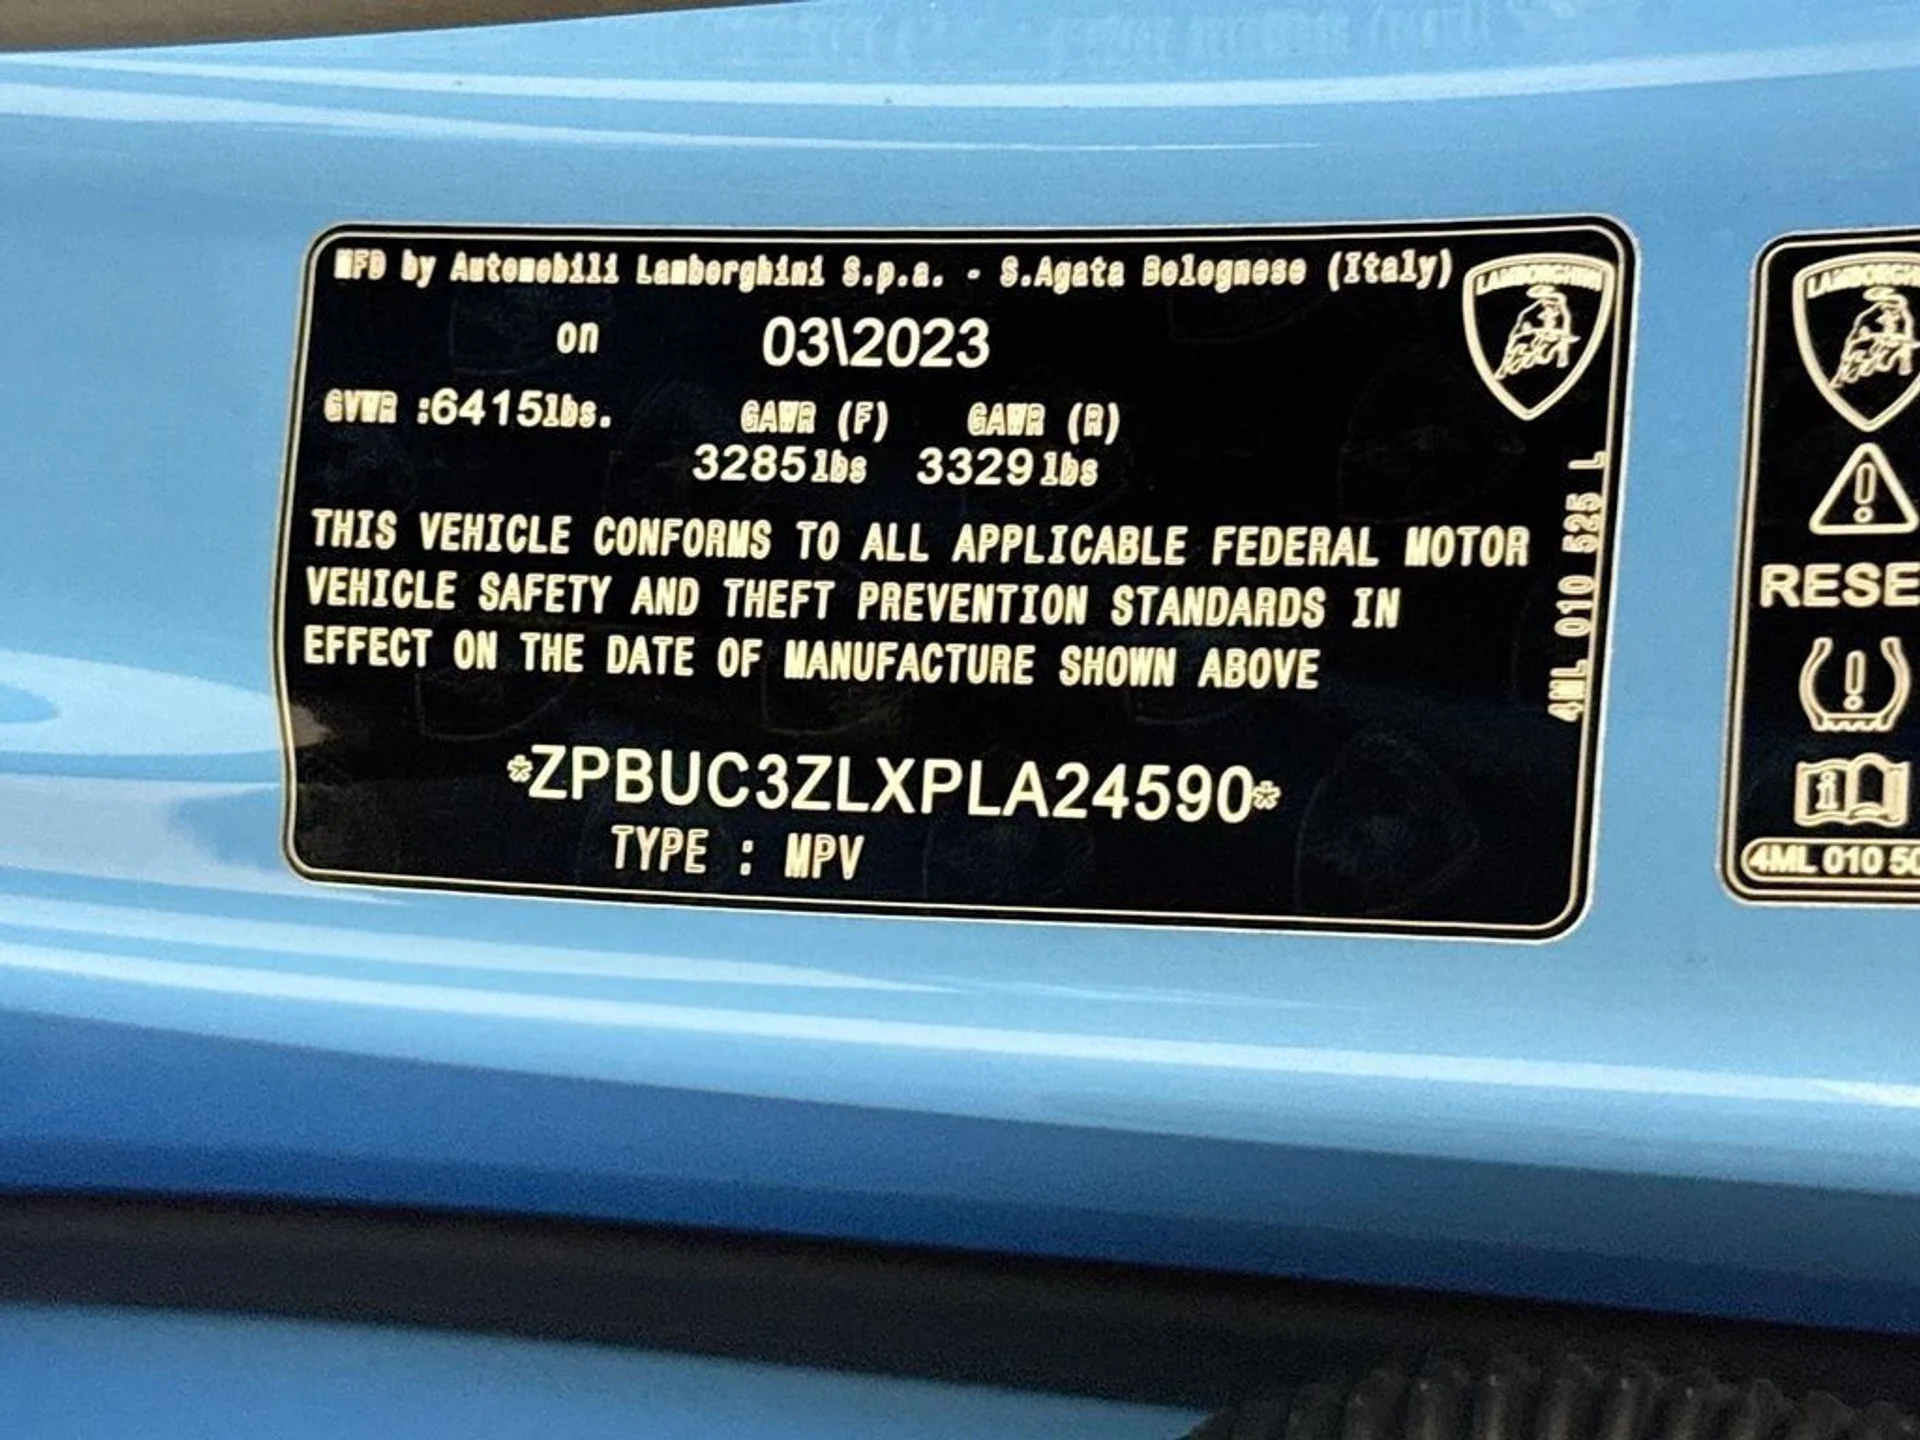 MFD by Automobili Lamborghini S.p.a. - S.Agata Bolognese (Italy)
on 03\2023
GVWR :6415lbs. GAWR (F) GAWR (R)
3285lbs 3329lbs
THIS VEHICLE CONFORMS TO ALL APPLICABLE FEDERAL MOTOR
VEHICLE SAFETY AND THEFT PREVENTION STANDARDS IN
EFFECT ON THE DATE OF MANUFACTURE SHOWN ABOVE
*ZPBUC3ZLXPLA24590*
TYPE : MPV
LAMBORGHINI
4ML 010 525 L
LAMBORGHINI
RESE
4ML 010 50